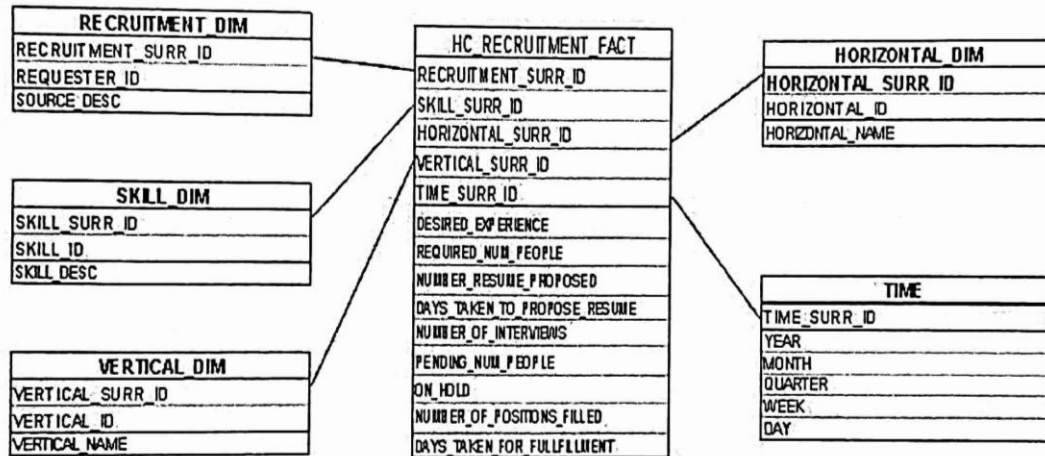 RECRUITMENT_DIM
RECRUITMENT_SURR_ID
REQUESTER_ID
SOURCE_DESC
SKILL_DIM
SKILL_SURR_ID
SKILL_ID
SKILL_DESC
VERTICAL_DIM
VERTICAL_SURR_ID
VERTICAL_ID
VERTICAL_NAME
HC_RECRUITMENT_FACT
RECRUITMENT_SURR_ID
SKILL_SURR_ID
HORIZONTAL_SURR_ID
VERTICAL_SURR_ID
TIME_SURR_ID
DESIRED_EXPERIENCE
REQUIRED_NUM_PEOPLE
NUMBER_RESUME_PROPOSED
DAYS_TAKEN_TO_PROPOSE_RESUME
NUMBER_OF_INTERVIEWS
PENDING_NUM_PEOPLE
ON_HOLD
NUMBER_OF_POSITIONS_FILLED
DAYS_TAKEN_FOR_FULLFILLMENT
HORIZONTAL_DIM
HORIZONTAL_SURR_ID
HORIZONTAL_ID
HORIZONTAL_NAME
TIME
TIME_SURR_ID
YEAR
MONTH
QUARTER
WEEK
DAY